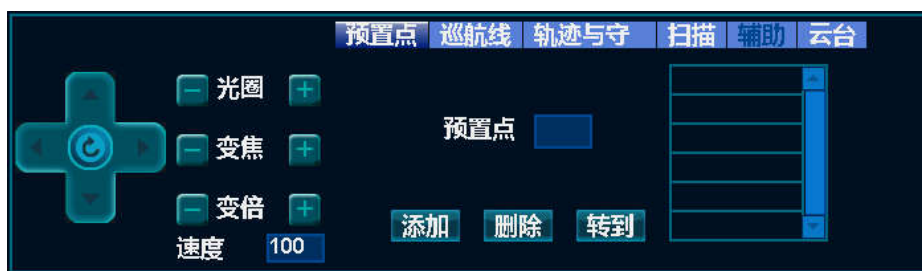 预置点 巡航线 轨迹与守 扫描 辅助 云台
光圈
变焦 预置点
变倍
添加 删除 转到
速度 100